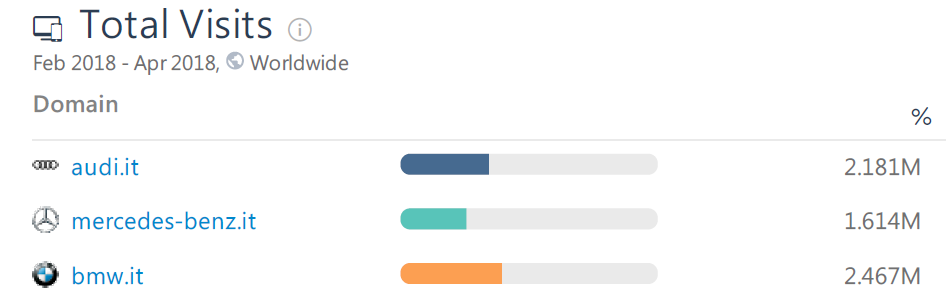 Total Visits
Feb 2018 - Apr 2018, Worldwide
Domain %
audi.it 2.181M
mercedes-benz.it 1.614M
bmw.it 2.467M